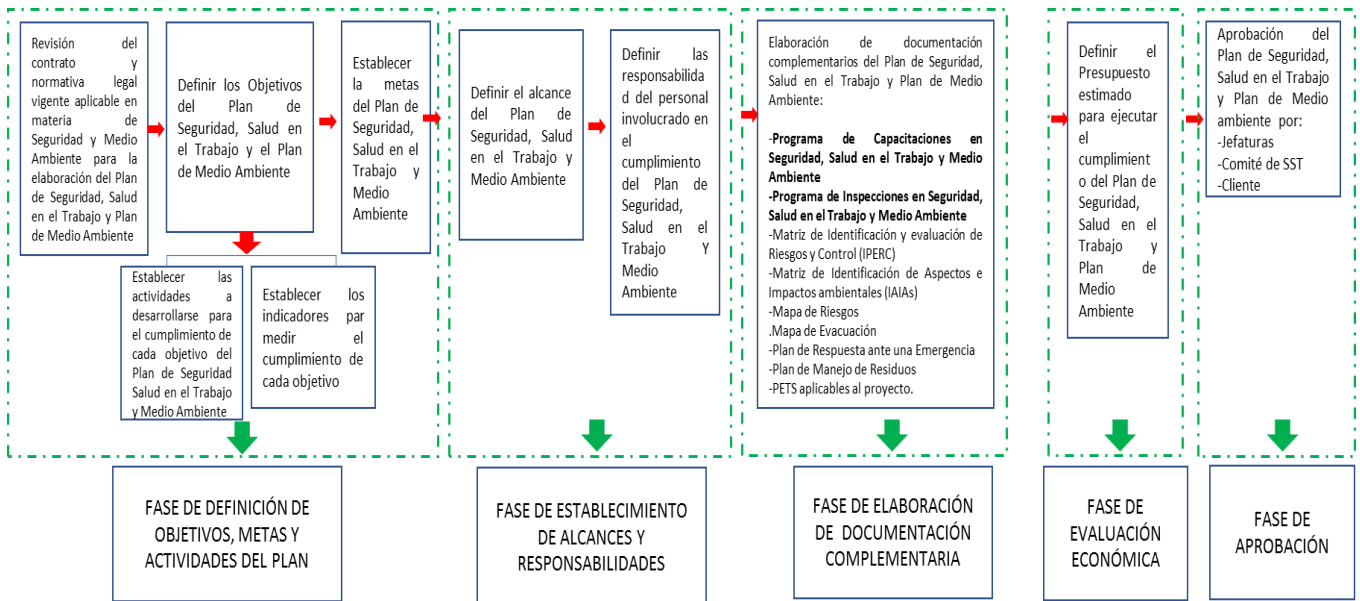 Revisión del
contrato y
normativa legal
vigente aplicable en
materia de
Seguridad y Medio
Ambiente para la
elaboración del Plan
de Seguridad, Salud
en el Trabajo y Plan
de Medio Ambiente
Definir los Objetivos
del Plan de
Seguridad, Salud en
el Trabajo y el Plan
de Medio Ambiente
Establecer
la metas
del Plan de
Seguridad,
Salud en el
Trabajo y
Medio
Ambiente
Establecer las
actividades a
desarrollarse para
el cumplimiento de
cada objetivo del
Plan de Seguridad
Salud en el Trabajo
y Medio Ambiente
Establecer los
indicadores par
medir el
cumplimiento de
cada objetivo
Definir el alcance
del Plan de
Seguridad, Salud
en el Trabajo y
Medio Ambiente
Definir las
responsabilida
d del personal
involucrado en
el
cumplimiento
del Plan de
Seguridad,
Salud en el
Trabajo Y
Medio
Ambiente
Elaboración de documentación
complementarios del Plan de Seguridad,
Salud en el Trabajo y Plan de Medio
Ambiente:
-Programa de Capacitaciones en
Seguridad, Salud en el Trabajo y Medio
Ambiente
-Programa de Inspecciones en Seguridad,
Salud en el Trabajo y Medio Ambiente
-Matriz de Identificación y evaluación de
Riesgos y Control (IPERC)
-Matriz de Identificación de Aspectos e
Impactos ambientales (IAIAs)
-Mapa de Riesgos
.Mapa de Evacuación
-Plan de Respuesta ante una Emergencia
-Plan de Manejo de Residuos
-PETS aplicables al proyecto.
Definir el
Presupuesto
estimado
para ejecutar
el
cumplimient
o del Plan de
Seguridad,
Salud en el
Trabajo y
Plan de
Medio
Ambiente
Aprobación del
Plan de Seguridad,
Salud en el Trabajo
y Plan de Medio
ambiente por:
-Jefaturas
-Comité de SST
-Cliente
FASE DE DEFINICIÓN DE
OBJETIVOS, METAS Y
ACTIVIDADES DEL PLAN
FASE DE ESTABLECIMIENTO
DE ALCANCES Y
RESPONSABILIDADES
FASE DE ELABORACIÓN
DE DOCUMENTACIÓN
COMPLEMENTARIA
FASE DE
EVALUACIÓN
ECONÓMICA
FASE DE
APROBACIÓN